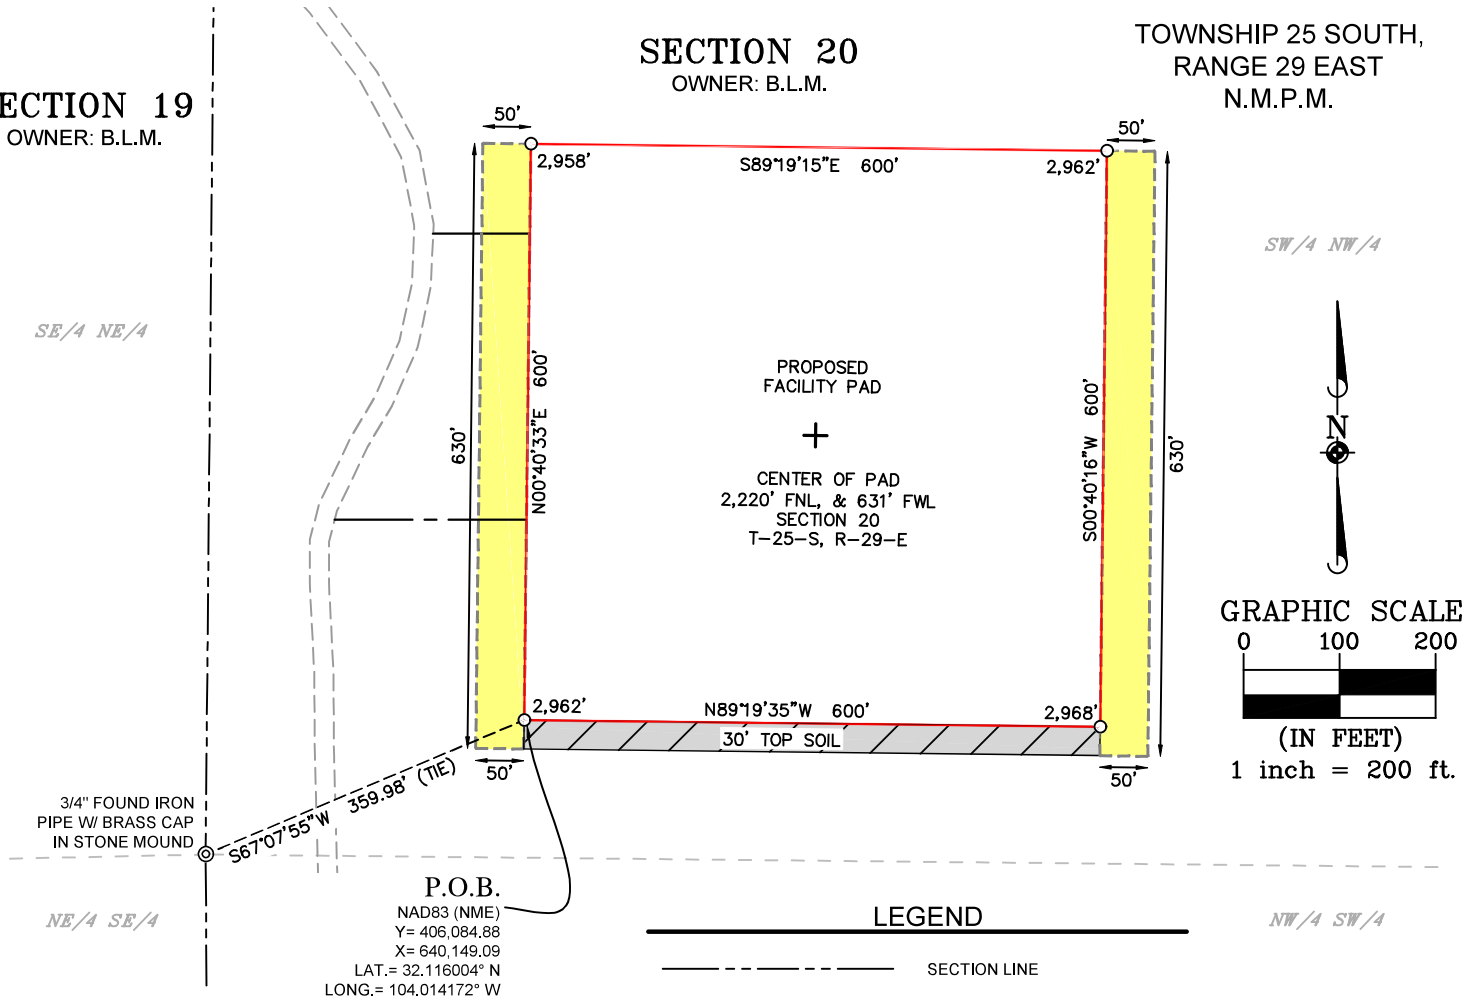 SECTION 20
OWNER: B.L.M.
TOWNSHIP 25 SOUTH,
RANGE 29 EAST
N.M.P.M.
ECTION 19
OWNER: B.L.M.
50'
50'
2,958'
S89°19'15"E 600'
2,962'
SW/4 NW/4
SE/4 NE/4
630'
N00°40'33"E 600'
PROPOSED
FACILITY PAD
CENTER OF PAD
2,220' FNL, & 631' FWL
SECTION 20
T-25-S, R-29-E
S00°40'16"W 600'
630'
N
GRAPHIC SCALE
0 100 200
(IN FEET)
1 inch = 200 ft.
2,962'
N89°19'35"W 600'
2,968'
30' TOP SOIL
50'
50'
S67°07'55"W 359.98' (TIE)
3/4" FOUND IRON
PIPE W/ BRASS CAP
IN STONE MOUND
P.O.B.
NAD83 (NME)
Y= 406,084.88
X= 640,149.09
LAT.= 32.116004° N
LONG.= 104.014172° W
NE/4 SE/4
NW/4 SW/4
LEGEND
SECTION LINE